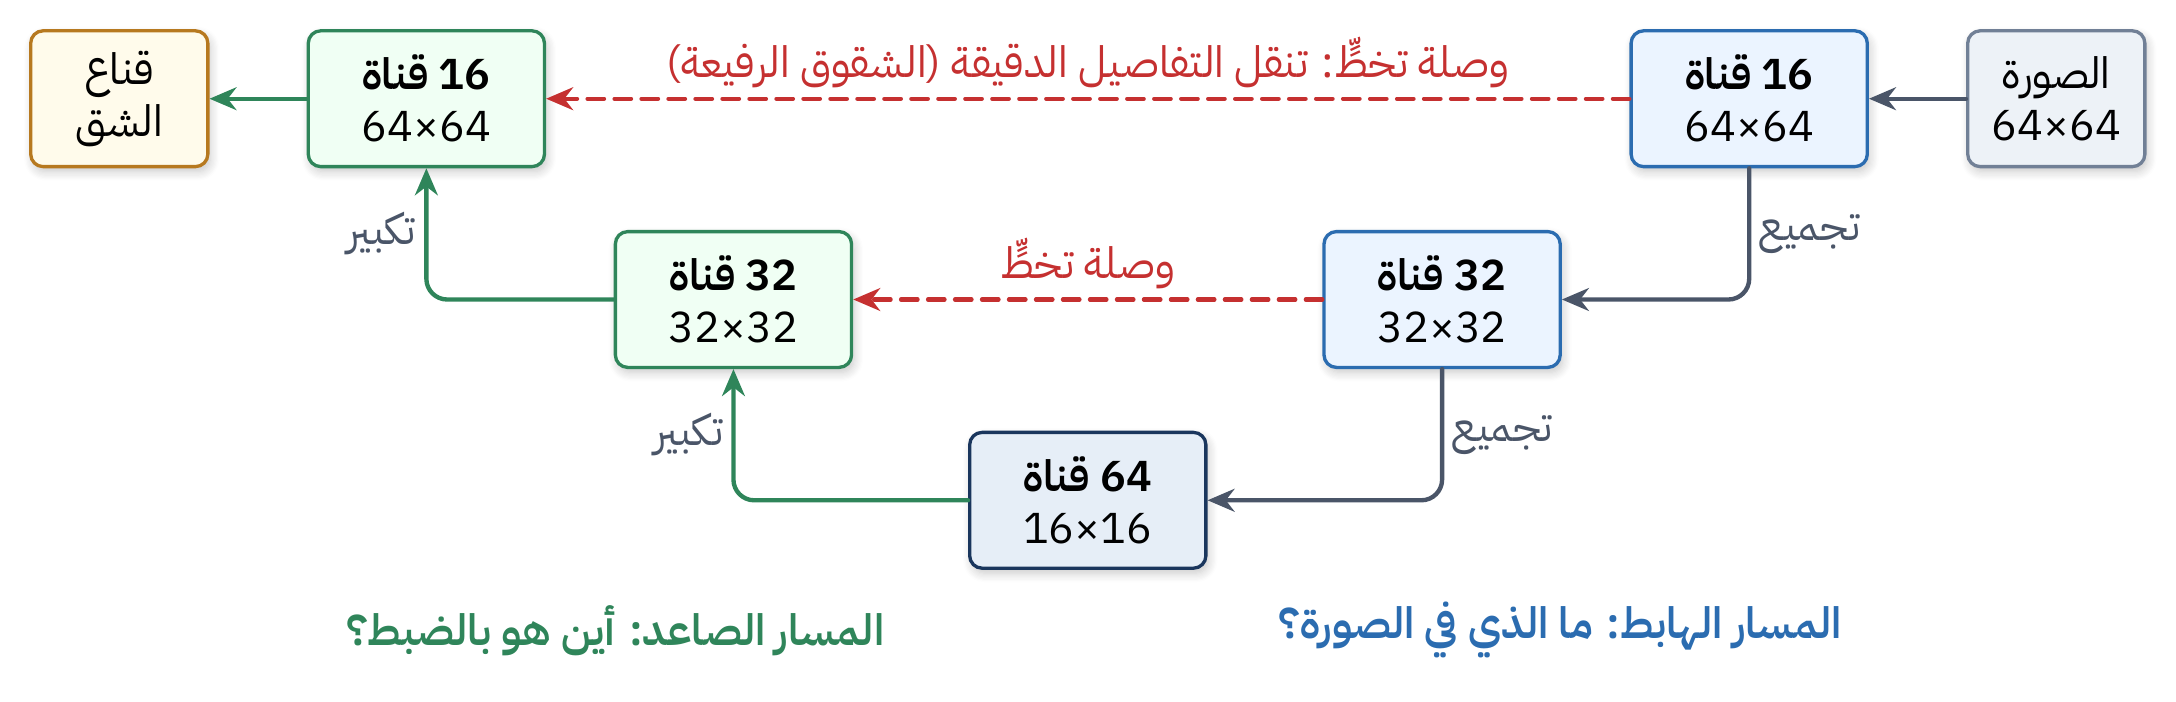 الصورة
64×64
16 قناة
64×64
وصلة تخطٍّ: تنقل التفاصيل الدقيقة (الشقوق الرفيعة)
16 قناة
64×64
قناع
الشق
تجميع
تكبير
32 قناة
32×32
وصلة تخطٍّ
32 قناة
32×32
تجميع
تكبير
64 قناة
16×16
المسار الهابط: ما الذي في الصورة؟
المسار الصاعد: أين هو بالضبط؟